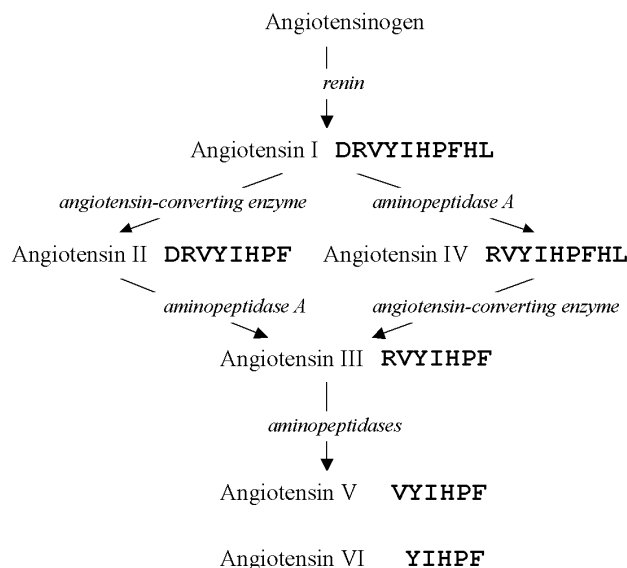 Angiotensinogen
renin
Angiotensin I DRVYIHPFHL
angiotensin-converting enzyme aminopeptidase A
Angiotensin II DRVYIHPF Angiotensin IV RVYIHPFHL
aminopeptidase A angiotensin-converting enzyme
Angiotensin III RVYIHPF
aminopeptidases
Angiotensin V VYIHPF
Angiotensin VI YIHPF